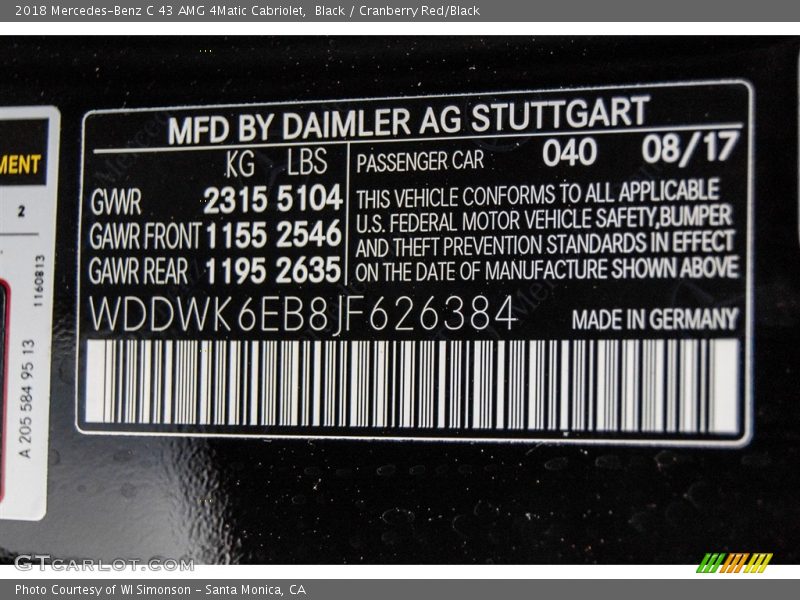 2018 Mercedes-Benz C 43 AMG 4Matic Cabriolet, Black / Cranberry Red/Black
MFD BY DAIMLER AG STUTTGART
KG LBS
GWR 2315 5104
GAWR FRONT 1155 2546
GAWR REAR 1195 2635
PASSENGER CAR 040 08/17
THIS VEHICLE CONFORMS TO ALL APPLICABLE
U.S. FEDERAL MOTOR VEHICLE SAFETY,BUMPER
AND THEFT PREVENTION STANDARDS IN EFFECT
ON THE DATE OF MANUFACTURE SHOWN ABOVE
WDDWK6EB8JF626384
MADE IN GERMANY
MENT
2
1160813
A 205 584 95 13
GTCARLOT.COM
Photo Courtesy of WI Simonson - Santa Monica, CA